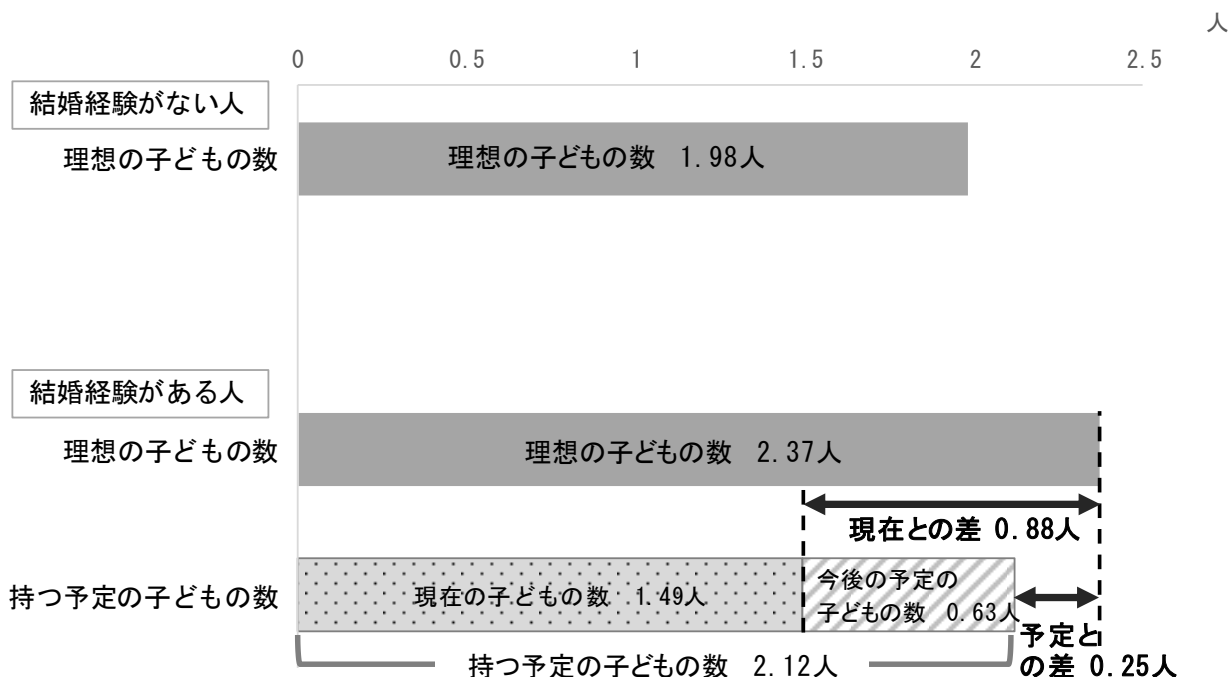 人
0 0.5 1 1.5 2 2.5
結婚経験がない人
理想の子どもの数
理想の子どもの数 1.98人
結婚経験がある人
理想の子どもの数
理想の子どもの数 2.37人
現在との差 0.88人
持つ予定の子どもの数
現在の子どもの数 1.49人
今後の予定の
子どもの数 0.63人
予定と
の差 0.25人
持つ予定の子どもの数 2.12人